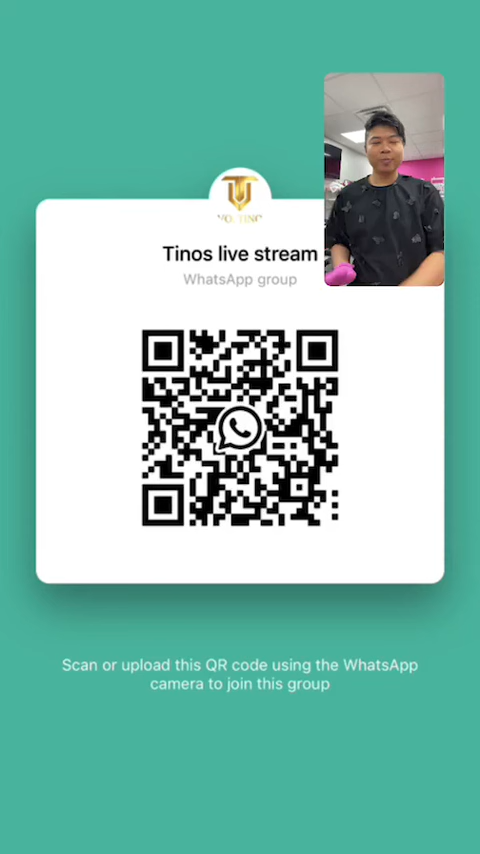 Tinos live stream
WhatsApp group
Scan or upload this QR code using the WhatsApp
camera to join this group